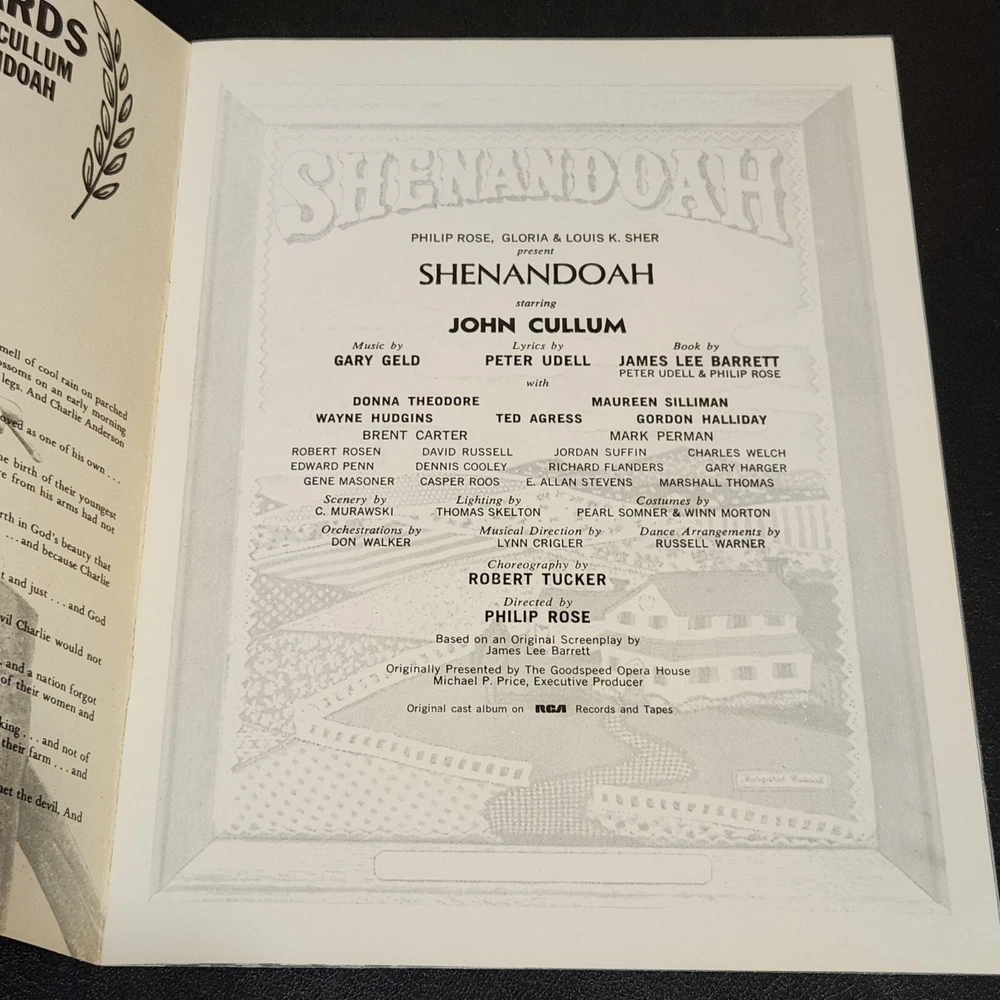 ARDS
CULLUM
NDOAH
mell of cool rain on parched
ossoms on an early morning
legs. And Charlie Anderson
oved as one of his own . . .
he birth of their youngest
re from his arms had not
rth in God's beauty that
. . . and because Charlie
t and just . . . and God
vil Charlie would not
. and a nation forgot
of their women and
king . . . and not of
their farm . . . and
met the devil, And
SHENANDOAH
PHILIP ROSE, GLORIA & LOUIS K. SHER
present
SHENANDOAH
starring
JOHN CULLUM
Music by Lyrics by Book by
GARY GELD PETER UDELL JAMES LEE BARRETT
PETER UDELL & PHILIP ROSE
with
DONNA THEODORE MAUREEN SILLIMAN
WAYNE HUDGINS TED AGRESS GORDON HALLIDAY
BRENT CARTER MARK PERMAN
ROBERT ROSEN DAVID RUSSELL JORDAN SUFFIN CHARLES WELCH
EDWARD PENN DENNIS COOLEY RICHARD FLANDERS GARY HARGER
GENE MASONER CASPER ROOS E. ALLAN STEVENS MARSHALL THOMAS
Scenery by Lighting by Costumes by
C. MURAWSKI THOMAS SKELTON PEARL SOMNER & WINN MORTON
Orchestrations by Musical Direction by Dance Arrangements by
DON WALKER LYNN CRIGLER RUSSELL WARNER
Choreography by
ROBERT TUCKER
Directed by
PHILIP ROSE
Based on an Original Screenplay by
James Lee Barrett
Originally Presented by The Goodspeed Opera House
Michael P. Price, Executive Producer
Original cast album on RCA Records and Tapes
Margaret